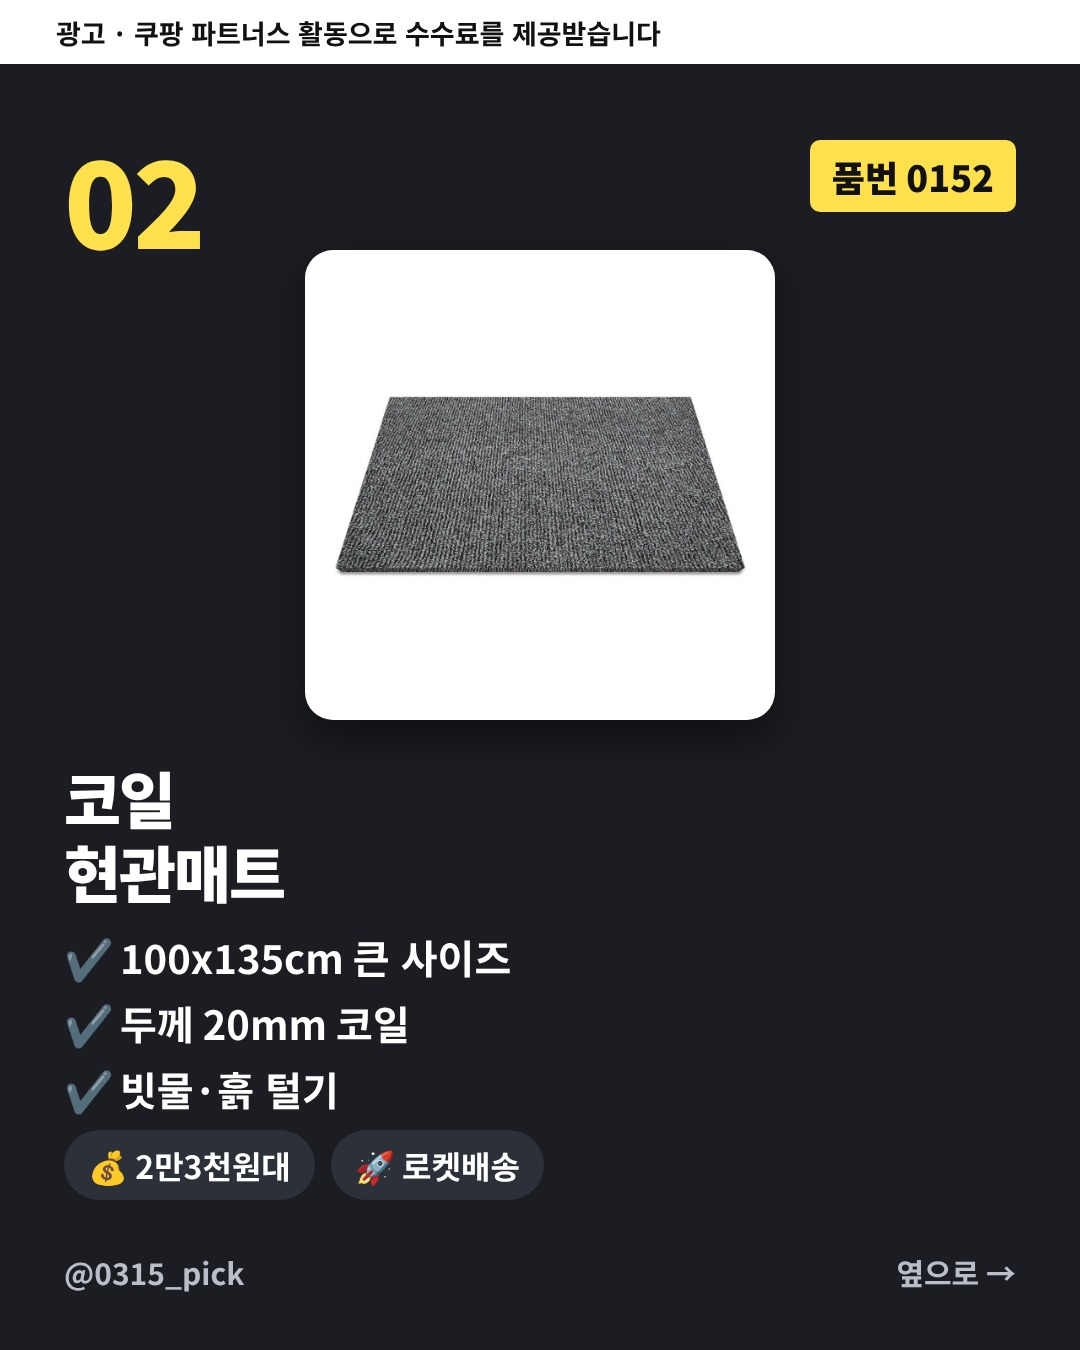 광고 · 쿠팡 파트너스 활동으로 수수료를 제공받습니다
02
품번 0152
코일
현관매트
✔️ 100x135cm 큰 사이즈
✔️ 두께 20mm 코일
✔️ 빗물·흙 털기
💰 2만3천원대
🚀 로켓배송
@0315_pick
옆으로 →